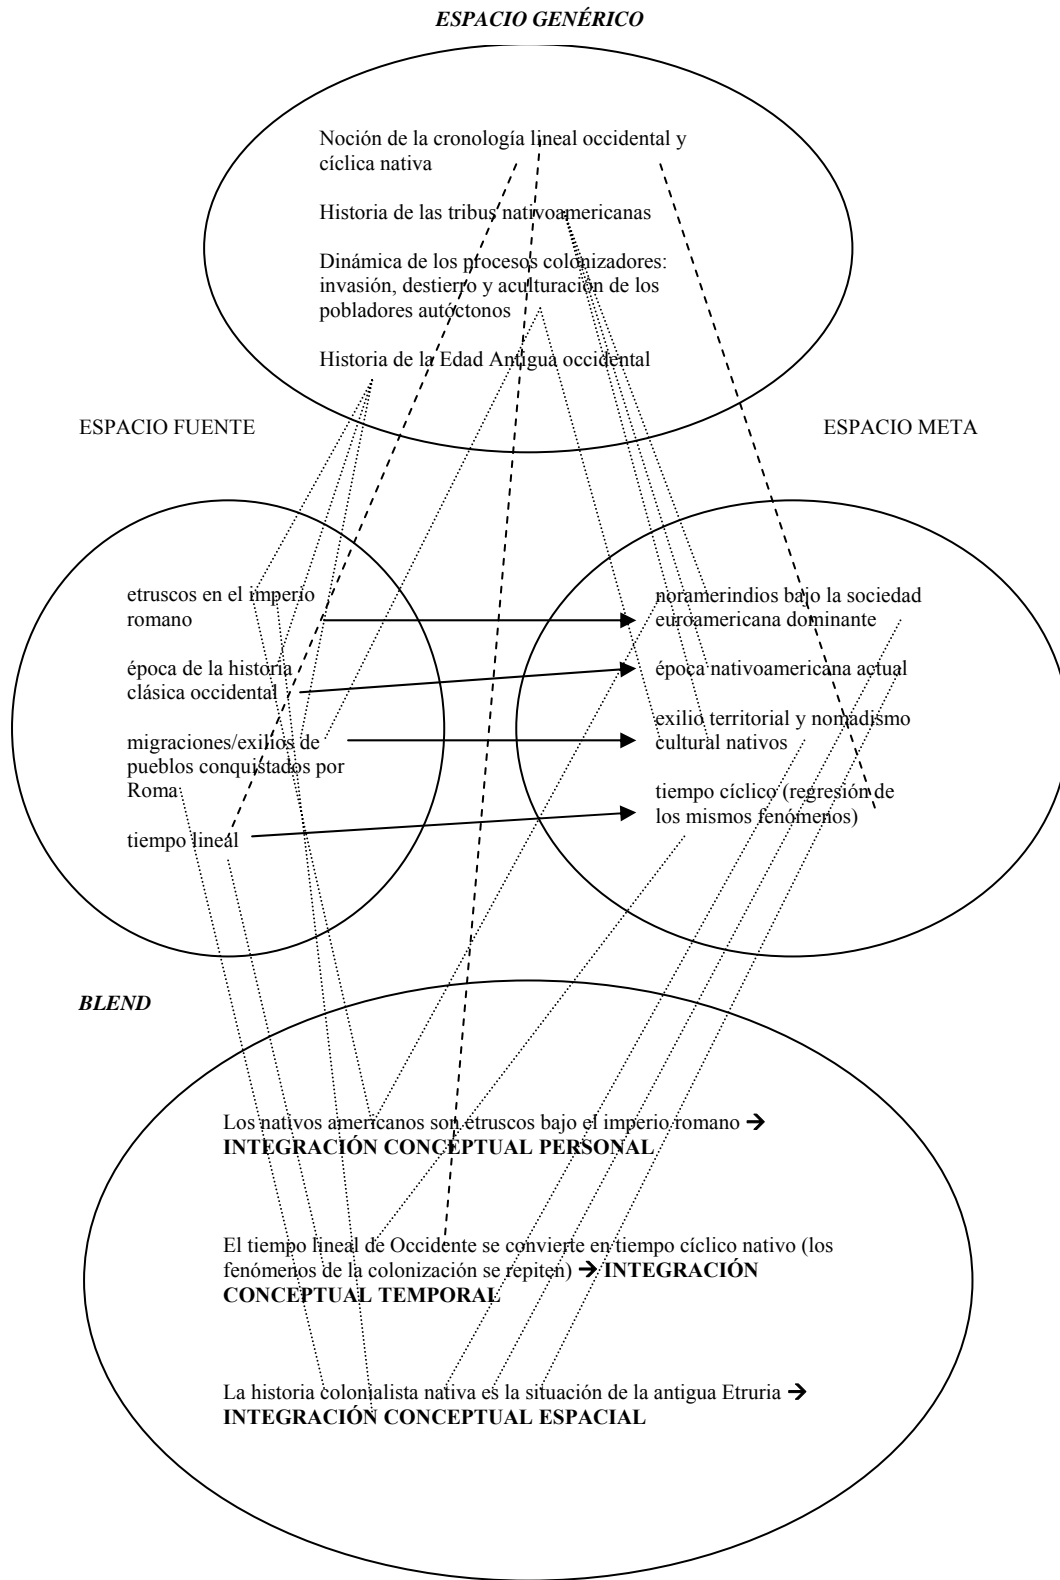 ESPACIO GENÉRICO
Noción de la cronología lineal occidental y
cíclica nativa
Historia de las tribus nativoamericanas
Dinámica de los procesos colonizadores:
invasión, destierro y aculturación de los
pobladores autóctonos
Historia de la Edad Antigua occidental
ESPACIO FUENTE
ESPACIO META
etruscos en el imperio
romano
época de la historia
clásica occidental
migraciones/exilios de
pueblos conquistados por
Roma
tiempo lineal
noramerindios bajo la sociedad
euroamericana dominante
época nativoamericana actual
exilio territorial y nomadismo
cultural nativos
tiempo cíclico (regresión de
los mismos fenómenos)
BLEND
Los nativos americanos son etruscos bajo el imperio romano →
INTEGRACIÓN CONCEPTUAL PERSONAL
El tiempo lineal de Occidente se convierte en tiempo cíclico nativo (los
fenómenos de la colonización se repiten) → INTEGRACIÓN
CONCEPTUAL TEMPORAL
La historia colonialista nativa es la situación de la antigua Etruria →
INTEGRACIÓN CONCEPTUAL ESPACIAL